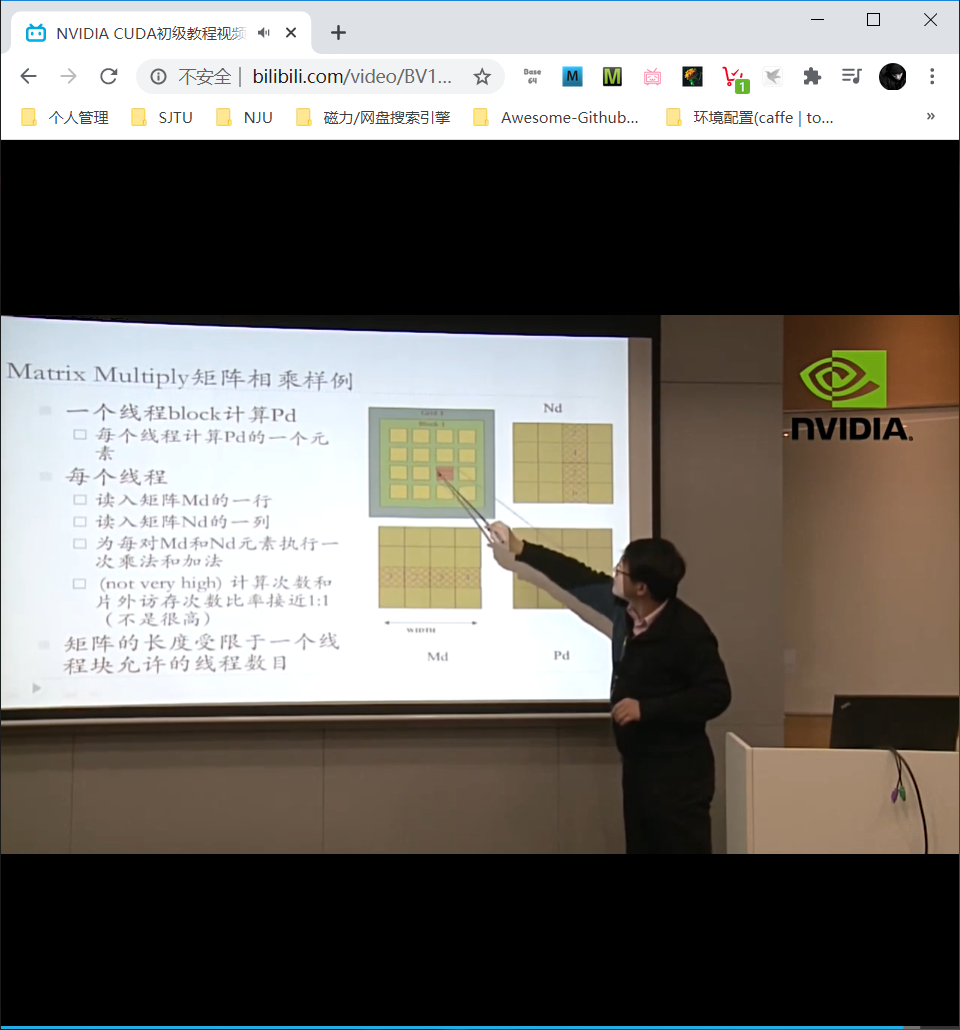 NVIDIA CUDA初级教程视频
不安全 | bilibili.com/video/BV1...
Base 64
M
M
1
个人管理
SJTU
NJU
磁力/网盘搜索引擎
Awesome-Github...
环境配置(caffe | to...
»
Matrix Multiply矩阵相乘样例
一个线程block计算Pd
每个线程计算Pd的一个元
素
每个线程
读入矩阵Md的一行
读入矩阵Nd的一列
为每对Md和Nd元素执行一
次乘法和加法
(not very high) 计算次数和
片外访存次数比率接近1:1
（不是很高）
矩阵的长度受限于一个线
程块允许的线程数目
Grid 1
Block 1
Nd
WIDTH
Md
Pd
NVIDIA.